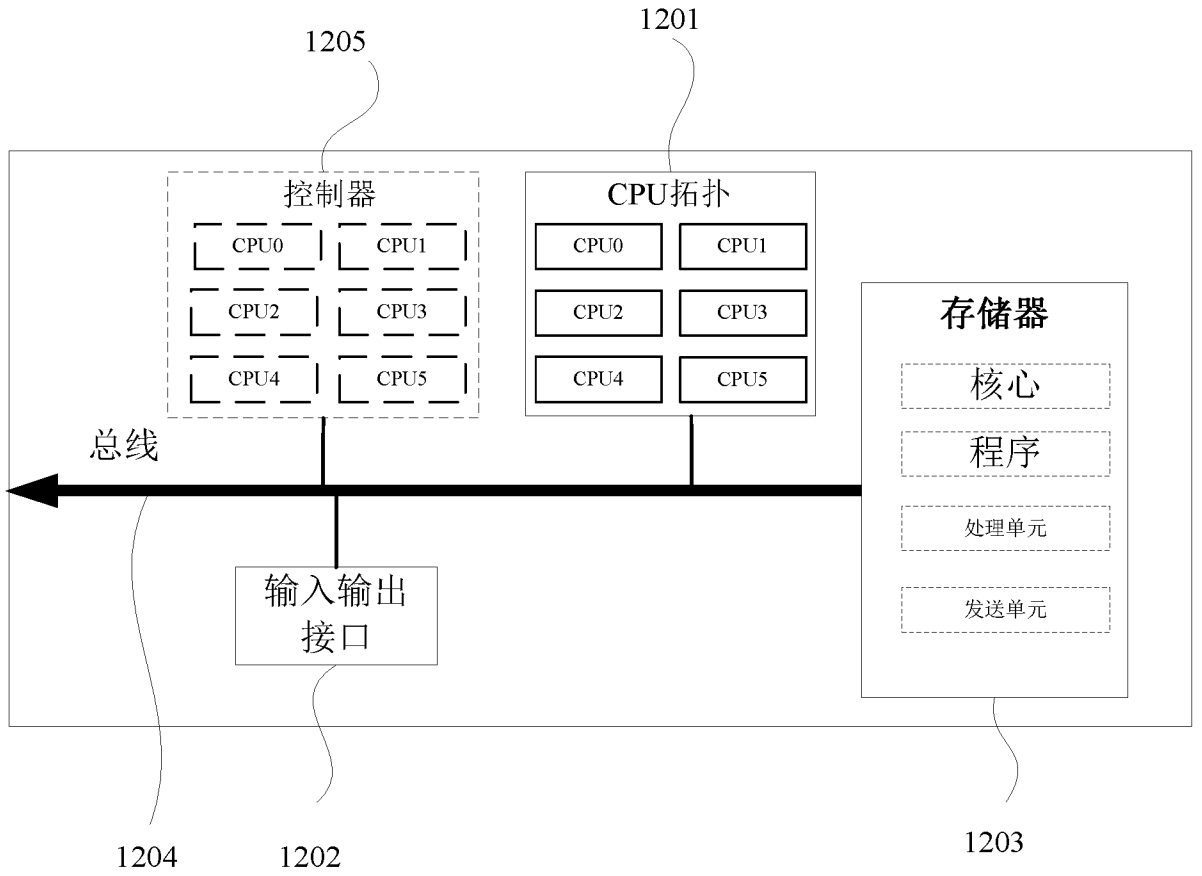 1205
1201
控制器
CPU0
CPU1
CPU2
CPU3
CPU4
CPU5
CPU拓扑
CPU0
CPU1
CPU2
CPU3
CPU4
CPU5
存储器
核心
程序
处理单元
发送单元
总线
输入输出
接口
1204
1202
1203